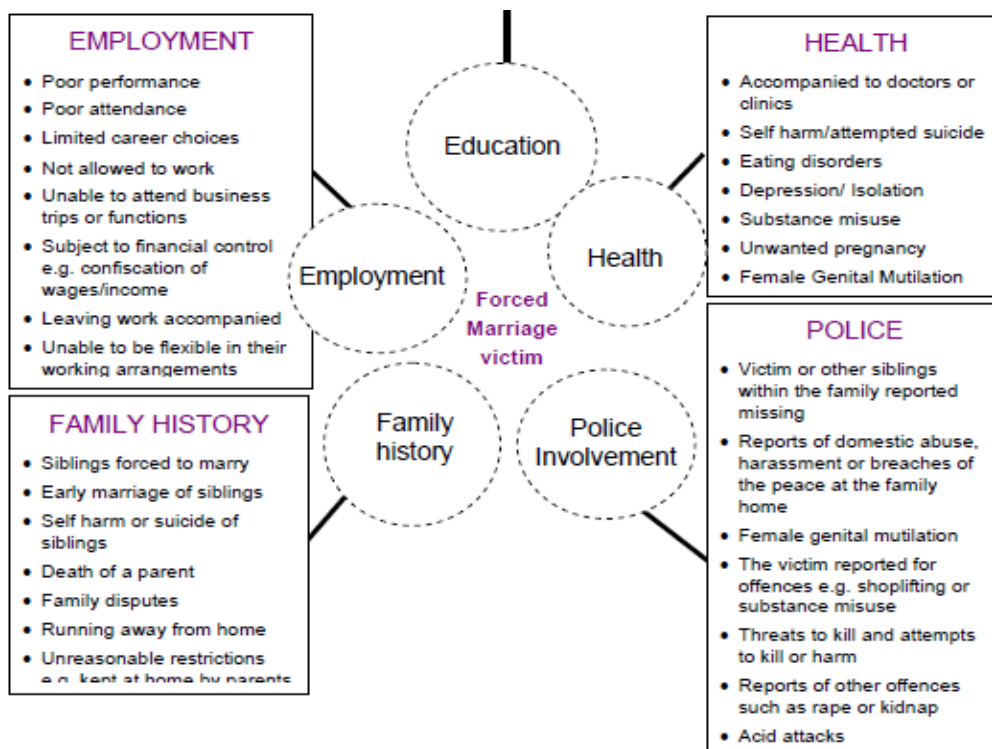 EMPLOYMENT
• Poor performance
• Poor attendance
• Limited career choices
• Not allowed to work
• Unable to attend business
trips or functions
• Subject to financial control
e.g. confiscation of
wages/income
• Leaving work accompanied
• Unable to be flexible in their
working arrangements
FAMILY HISTORY
• Siblings forced to marry
• Early marriage of siblings
• Self harm or suicide of
siblings
• Death of a parent
• Family disputes
• Running away from home
• Unreasonable restrictions
e.g. kept at home by parents
Education
Employment
Health
Forced
Marriage
victim
Family
history
Police
Involvement
HEALTH
• Accompanied to doctors or
clinics
• Self harm/attempted suicide
• Eating disorders
• Depression/ Isolation
• Substance misuse
• Unwanted pregnancy
• Female Genital Mutilation
POLICE
• Victim or other siblings
within the family reported
missing
• Reports of domestic abuse,
harassment or breaches of
the peace at the family
home
• Female genital mutilation
• The victim reported for
offences e.g. shoplifting or
substance misuse
• Threats to kill and attempts
to kill or harm
• Reports of other offences
such as rape or kidnap
• Acid attacks